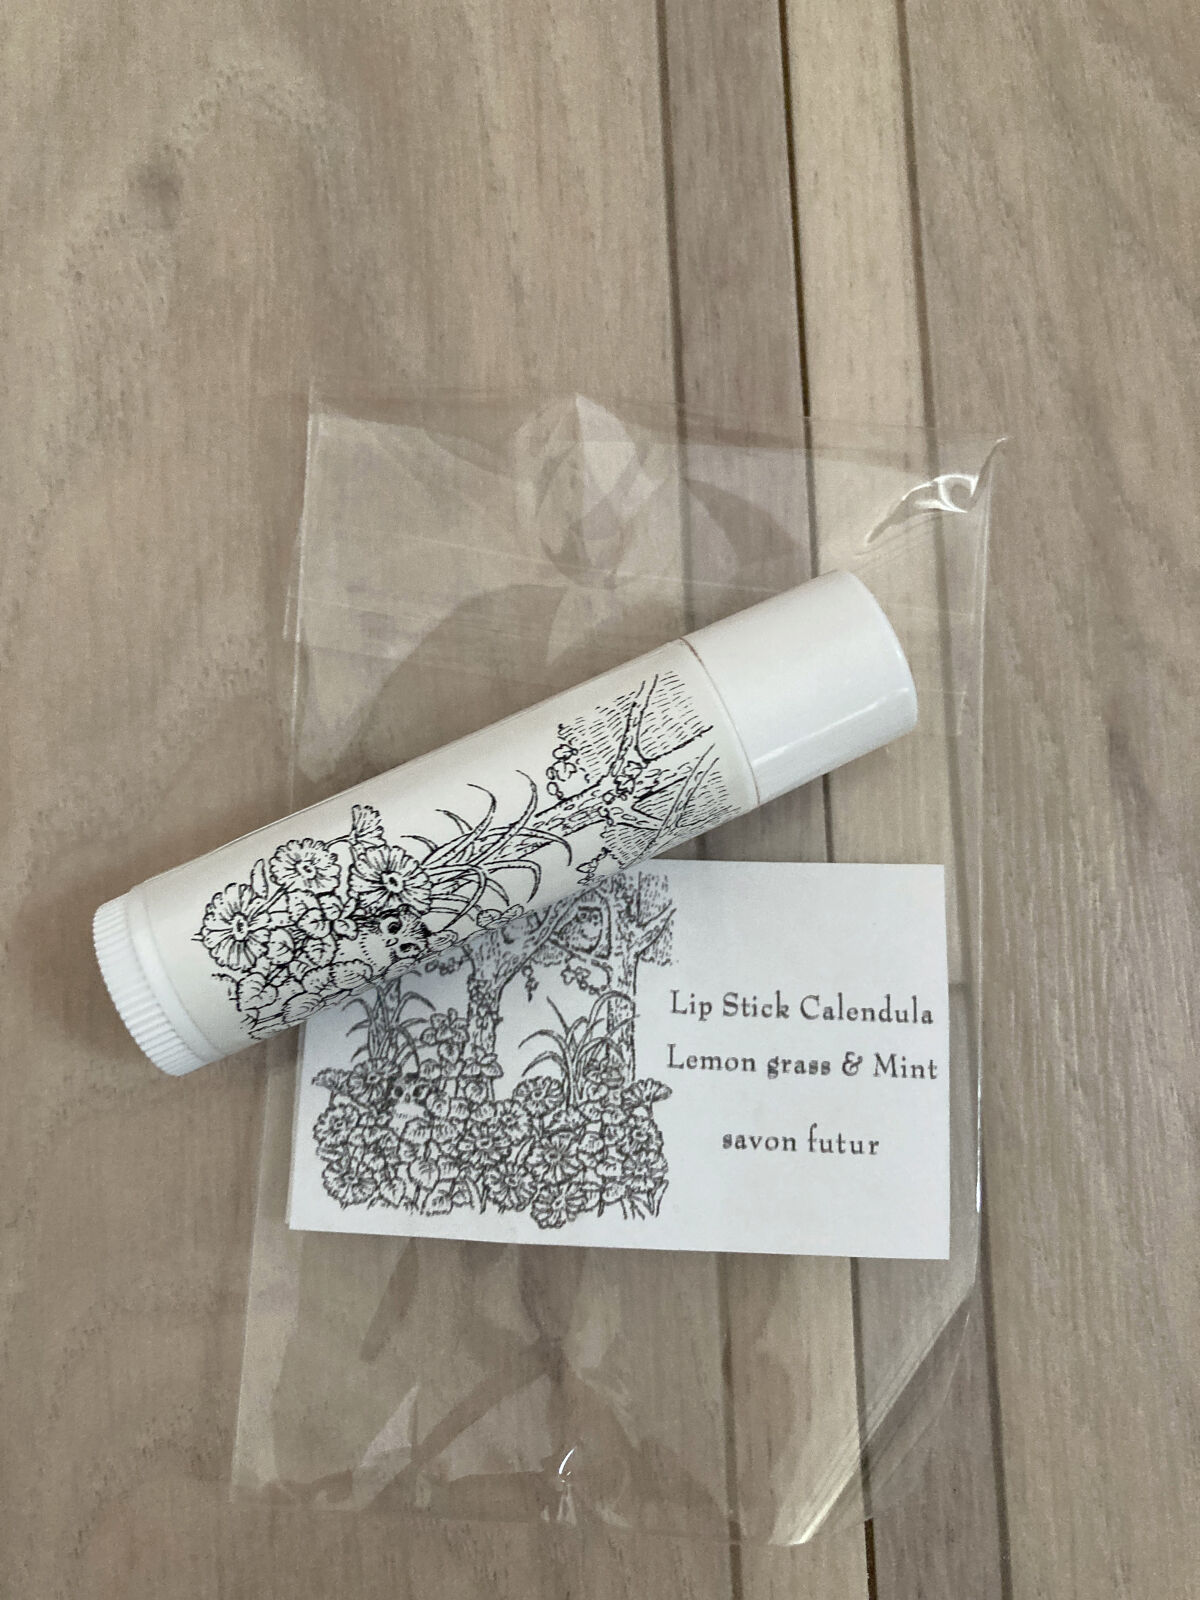 Lip Stick Calendula
Lemon grass & Mint
savon futur